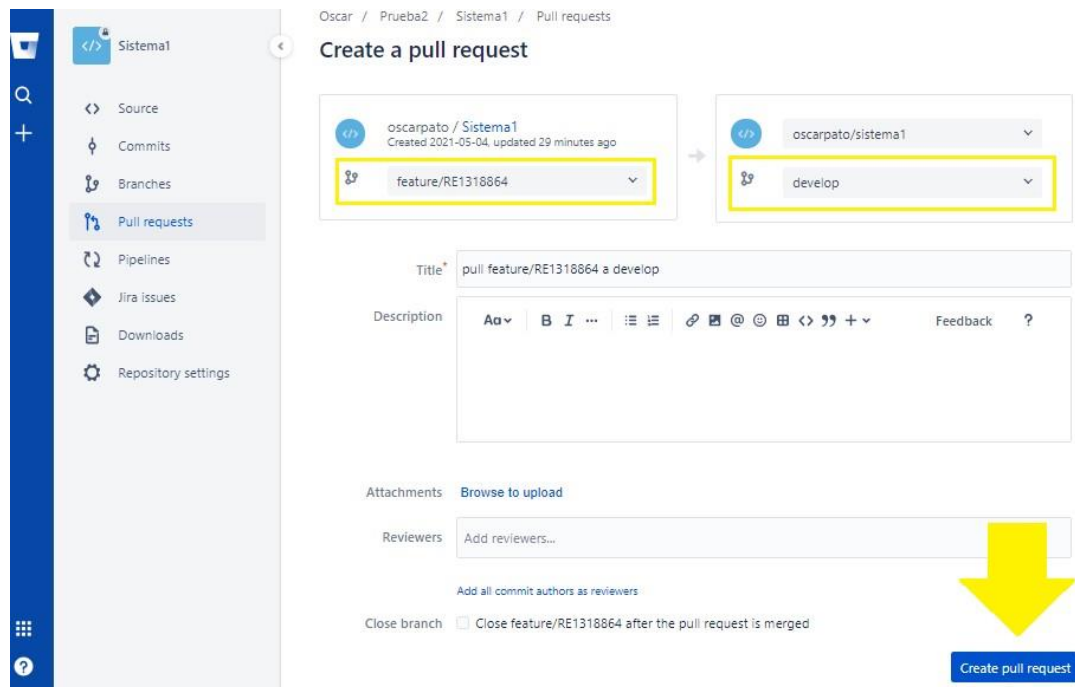 Oscar / Prueba2 / Sistema1 / Pull requests
Sistema1
Create a pull request
Source
Commits
Branches
Pull requests
Pipelines
Jira issues
Downloads
Repository settings
oscarpato / Sistema1
Created 2021-05-04, updated 29 minutes ago
feature/RE1318864
oscarpato/sistema1
develop
Title* pull feature/RE1318864 a develop
Description
Aa B I ... Feedback ?
Attachments Browse to upload
Reviewers Add reviewers...
Add all commit authors as reviewers
Close branch Close feature/RE1318864 after the pull request is merged
Create pull request